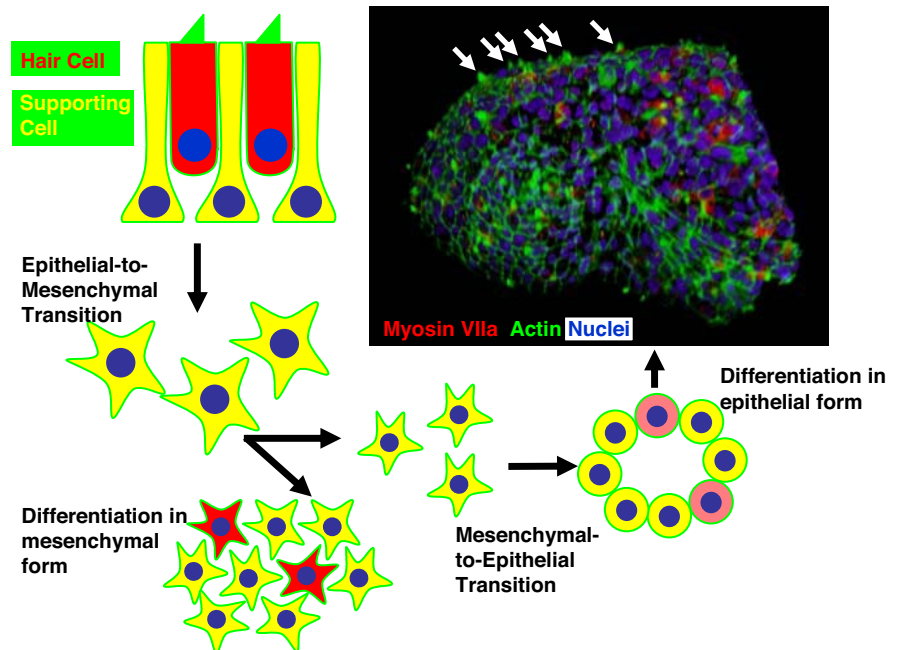 Hair Cell
Supporting
Cell
Epithelial-to-
Mesenchymal
Transition
Myosin VIIa Actin Nuclei
Differentiation in
epithelial form
Differentiation in
mesenchymal
form
Mesenchymal-
to-Epithelial
Transition